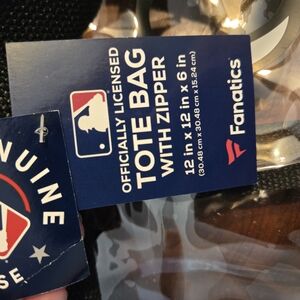 OFFICIALLY LICENSED
TOTE BAG
WITH ZIPPER
12 in x 12 in x 6 in
(30.48 cm x 30.48 cm x 15.24 cm)
Fanatics
NUINE
SE